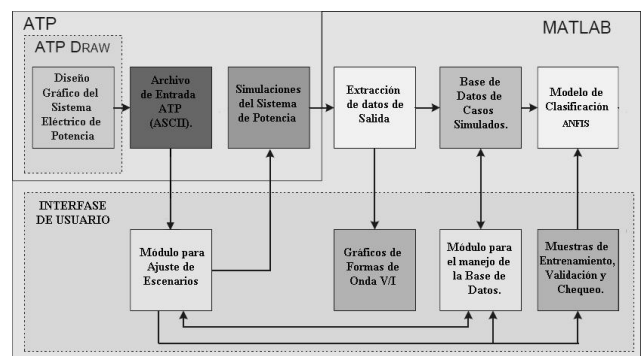 ATP
MATLAB
ATP DRAW
Diseño
Gráfico del
Sistema
Eléctrico de
Potencia
Archivo
de Entrada
ATP
(ASCII).
Simulaciones
del Sistema
de Potencia
Extracción
de datos de
Salida
Base de
Datos de
Casos
Simulados.
Modelo de
Clasificación
ANFIS
INTERFASE
DE USUARIO
Módulo para
Ajuste de
Escenarios
Gráficos de
Formas de
Onda V/I
Módulo para
el manejo de
la Base de
Datos.
Muestras de
Entrenamiento,
Validación y
Chequeo.